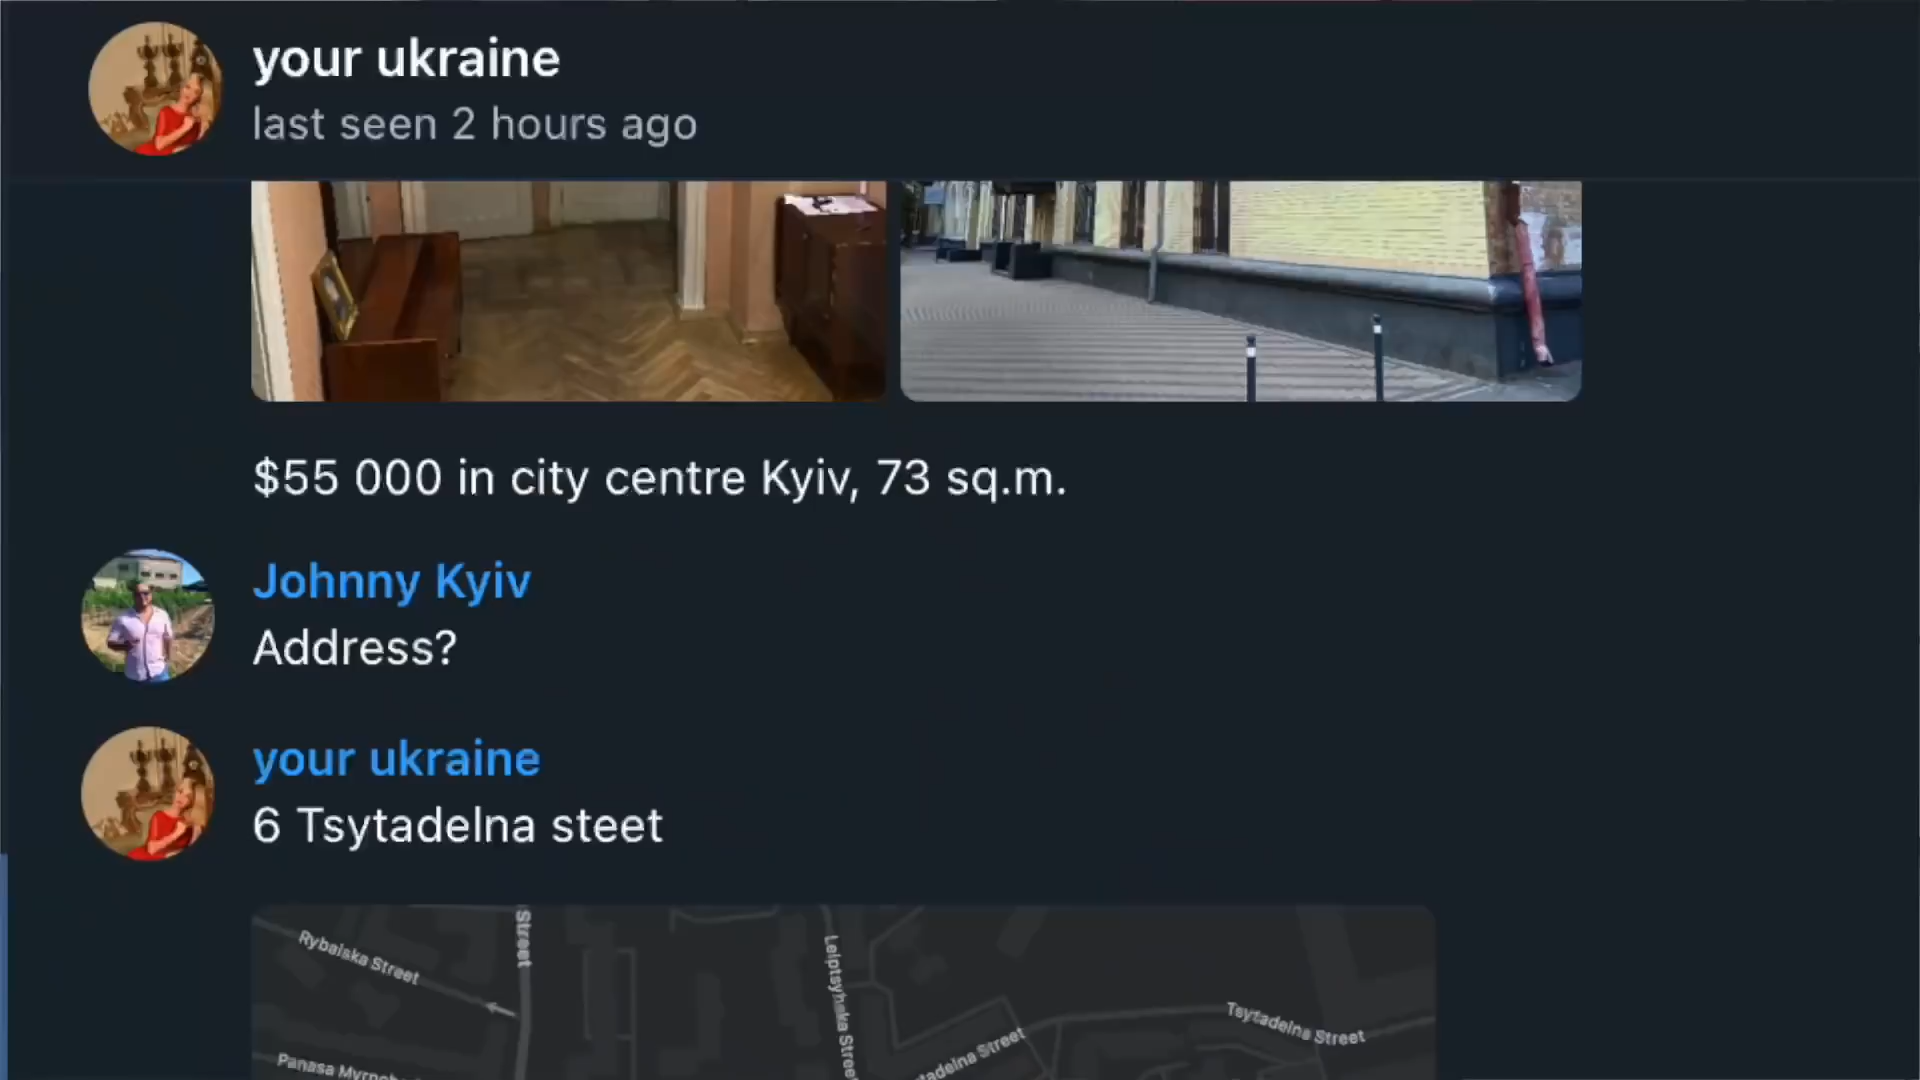 your ukraine
last seen 2 hours ago
$55 000 in city centre Kyiv, 73 sq.m.
Johnny Kyiv
Address?
your ukraine
6 Tsytadelna steet
Street
Rybalska Street
Leiptsyhska Street
Tsytadelna Street
adelna Street
Panasa